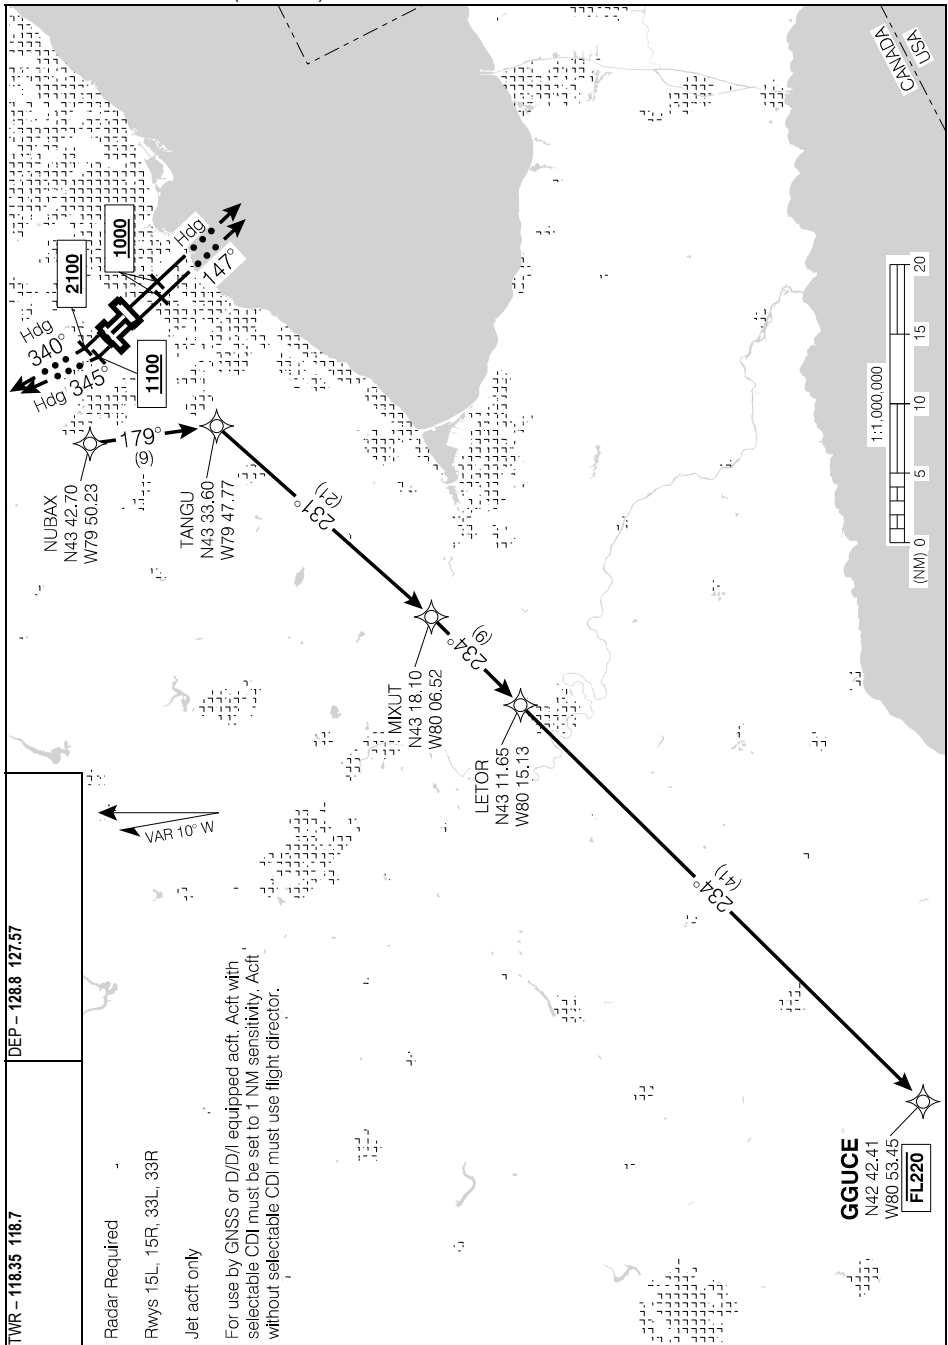 TWR – 118.35 118.7
DEP – 128.8 127.57
Radar Required
Rwys 15L, 15R, 33L, 33R
Jet acft only
For use by GNSS or D/D/I equipped acft. Acft with
selectable CDI must be set to 1 NM sensitivity. Acft
without selectable CDI must use flight director.
VAR 10° W
Hdg
340°
Hdg 345°
2100
1000
1100
Hdg
147°
NUBAX
N43 42.70
W79 50.23
179°
(9)
TANGU
N43 33.60
W79 47.77
231°
(21)
MIXUT
N43 18.10
W80 06.52
234°
(9)
LETOR
N43 11.65
W80 15.13
234°
(41)
GGUCE
N42 42.41
W80 53.45
FL220
CANADA
USA
1:1,000,000
(NM) 0 5 10 15 20